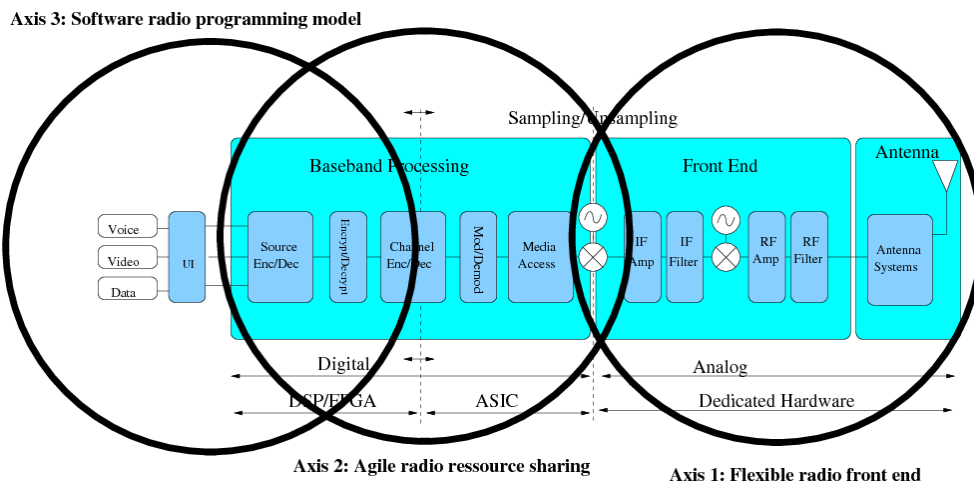 Axis 3: Software radio programming model
Sampling/Upsampling
Baseband Processing
Front End
Antenna
Voice
Video
Data
UI
Source
Enc/Dec
Encrypt/Decrypt
Channel
Enc/Dec
Mod/Demod
Media
Access
IF
Amp
IF
Filter
RF
Amp
RF
Filter
Antenna
Systems
Digital
Analog
DSP/FPGA
ASIC
Dedicated Hardware
Axis 2: Agile radio ressource sharing
Axis 1: Flexible radio front end